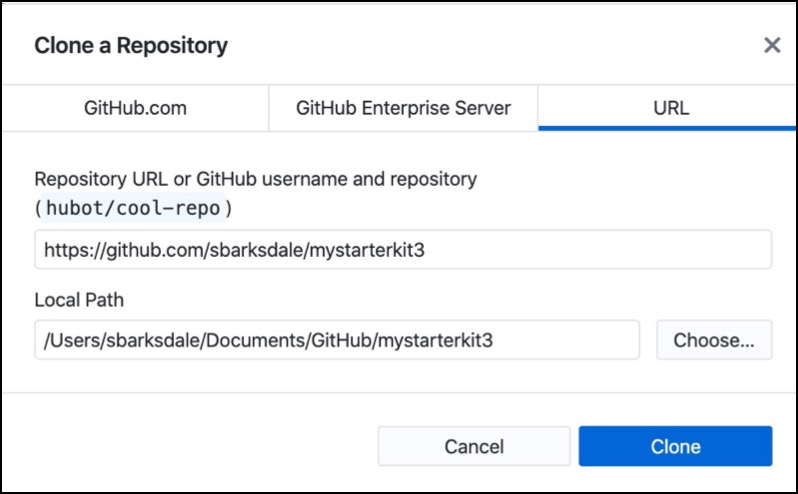 Clone a Repository
GitHub.com
GitHub Enterprise Server
URL
Repository URL or GitHub username and repository
(hubot/cool-repo)
https://github.com/sbarksdale/mystarterkit3
Local Path
/Users/sbarksdale/Documents/GitHub/mystarterkit3
Choose...
Cancel
Clone